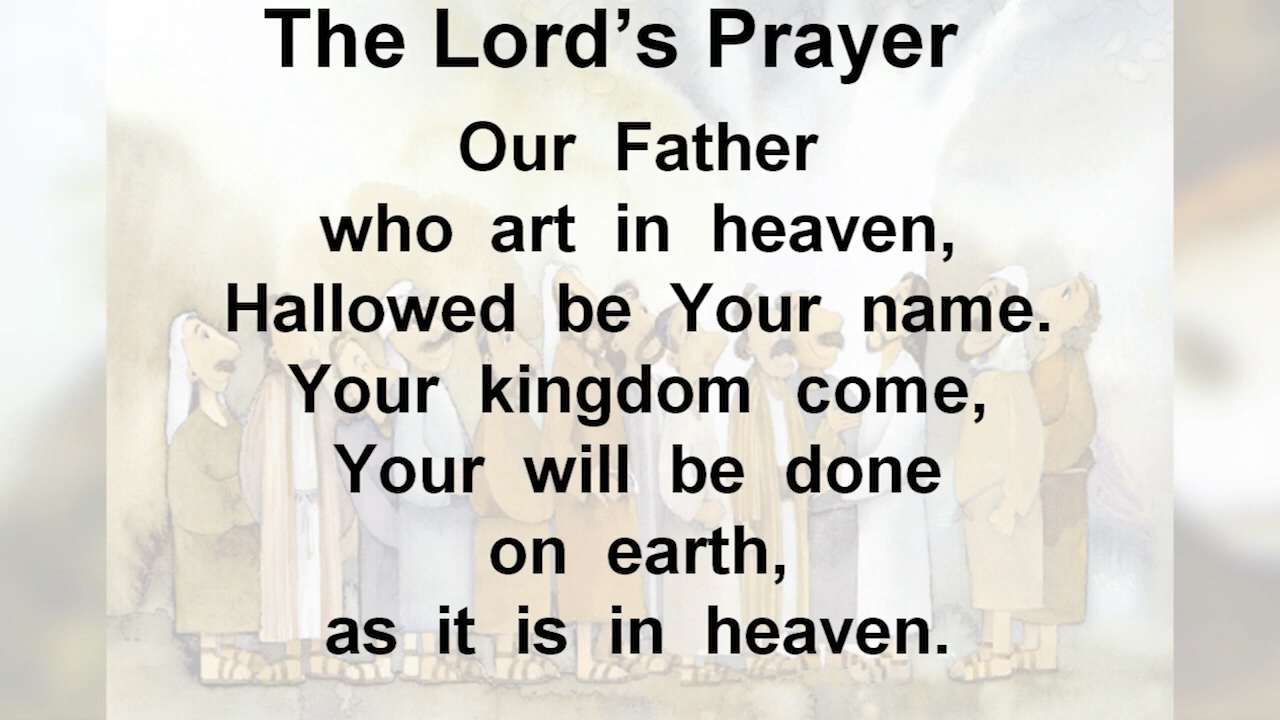 The Lord’s Prayer
Our Father
who art in heaven,
Hallowed be Your name.
Your kingdom come,
Your will be done
on earth,
as it is in heaven.